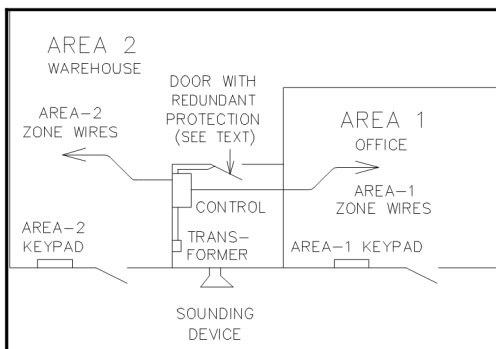 AREA 2
WAREHOUSE
DOOR WITH
REDUNDANT
PROTECTION
(SEE TEXT)
AREA-2
ZONE WIRES
AREA 1
OFFICE
AREA-1
ZONE WIRES
CONTROL
AREA-2
KEYPAD
TRANS-
FORMER
AREA-1 KEYPAD
SOUNDING
DEVICE